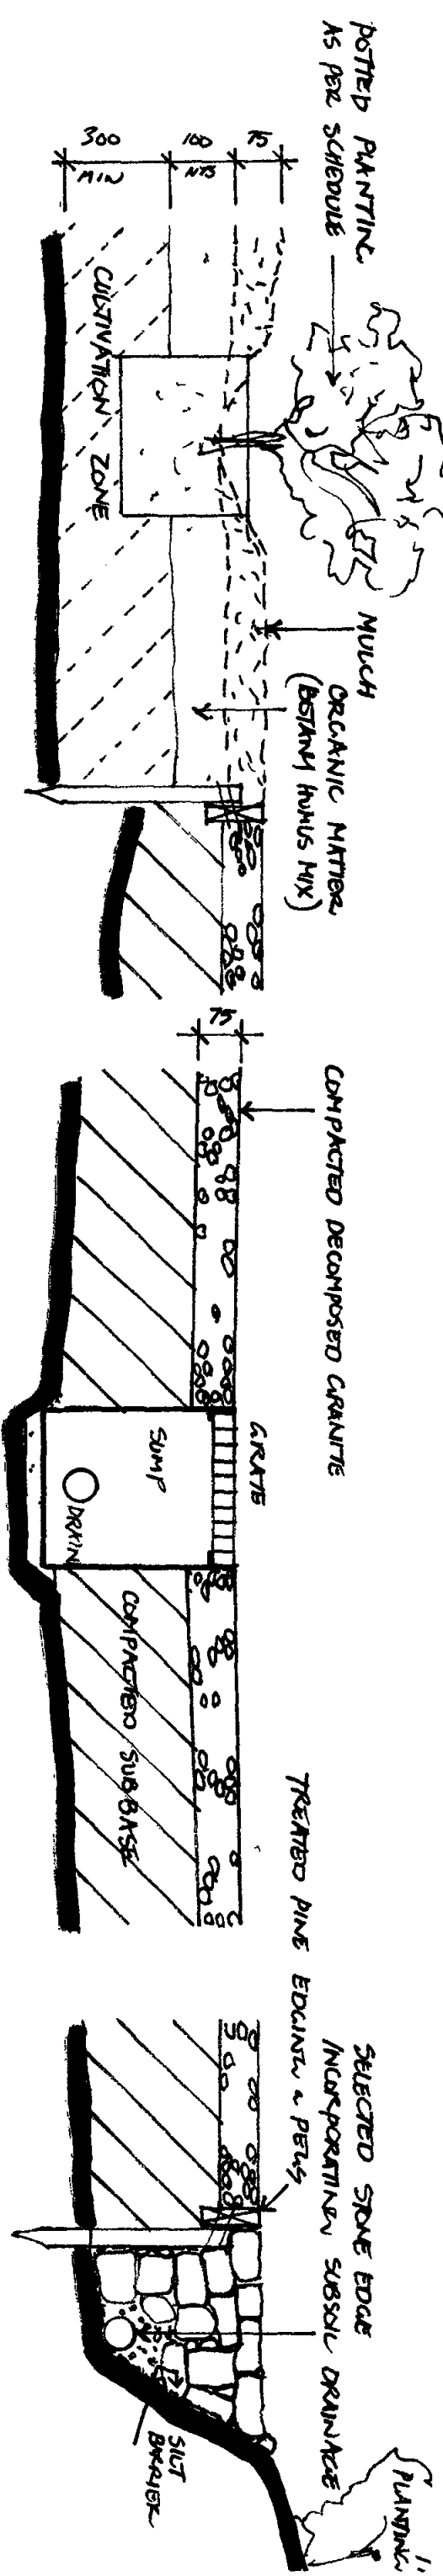 POTTED PLANTING
AS PER SCHEDULE
300
MIN
100
NTS
75
CULTIVATION ZONE
MULCH
ORGANIC MATTER
(BOTANY HUMUS MIX)
75
COMPACTED DECOMPOSED GRANITE
GRATE
SUMP
DRAIN
COMPACTED SUBBASE
TREATED PINE EDGING & PEGS
SELECTED STONE EDGE
INCORPORATING SUBSOIL DRAINAGE
SILT
BARRIER
PLANTING